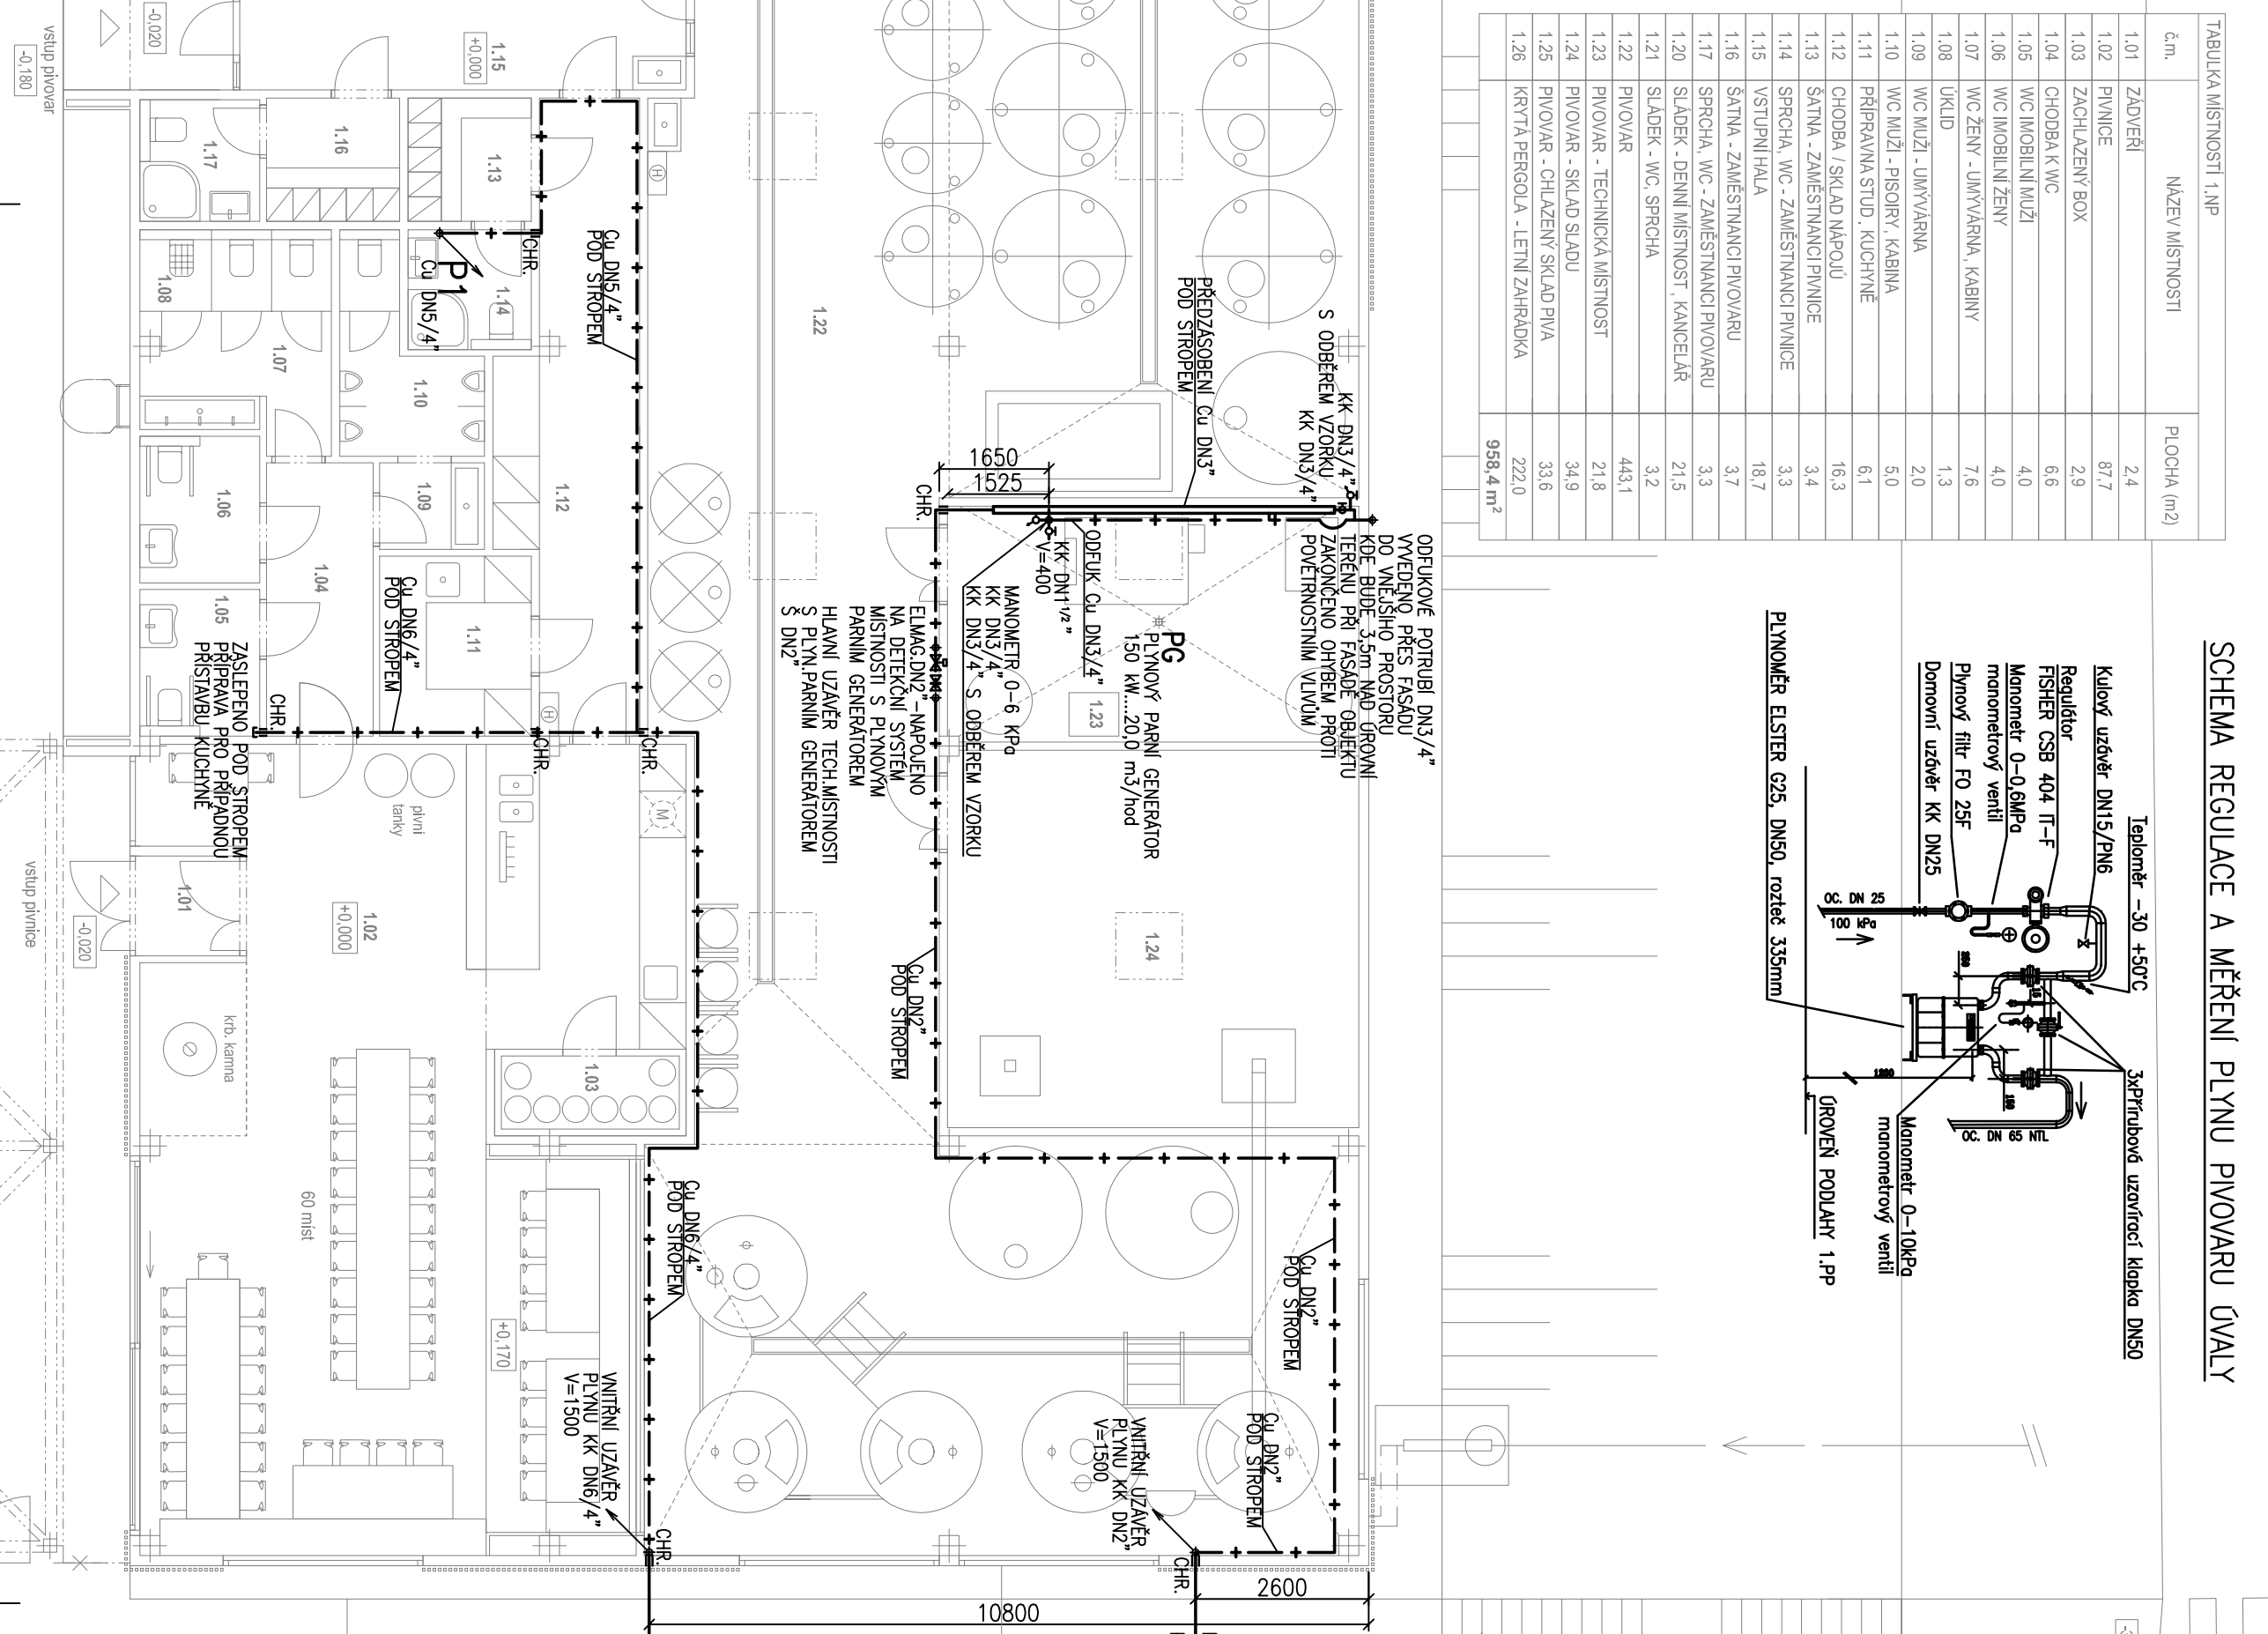 SCHEMA REGULACE A MĚŘENÍ PLYNU PIVOVARU ÚVALY
Teploměr -30 +50°C
Kulový uzávěr DN15/PN6
Regulátor
FISHER CSB 404 IT-F
Manometr 0-0,6MPa
manometrový ventil
Plynový filtr FO 25F
Domovní uzávěr KK DN25
PLYNOMĚR ELSTER G25, DN50, rozteč 335mm
OC. DN 25
100 kPa
15
1200
150
OC. DN 65 NTL
3xPřírubová uzavírací klapka DN50
Manometr 0-10kPa
manometrový ventil
ÚROVEŇ PODLAHY 1.PP
TABULKA MÍSTNOSTÍ 1.NP
č.m. NÁZEV MÍSTNOSTI PLOCHA (m2)
1.01 ZÁDVEŘÍ 2,4
1.02 PIVNICE 87,7
1.03 ZACHLAZENÝ BOX 2,9
1.04 CHODBA K WC 6,6
1.05 WC IMOBILNÍ MUŽI 4,0
1.06 WC IMOBILNÍ ŽENY 4,0
1.07 WC ŽENY - UMÝVÁRNA, KABINY 7,6
1.08 ÚKLID 1,3
1.09 WC MUŽI - UMÝVÁRNA 2,0
1.10 WC MUŽI - PISOIRY, KABINA 5,0
1.11 PŘÍPRAVNA STUD. KUCHYNĚ 6,1
1.12 CHODBA / SKLAD NÁPOJŮ 16,3
1.13 ŠATNA - ZAMĚSTNANCI PIVNICE 3,4
1.14 SPRCHA, WC - ZAMĚSTNANCI PIVNICE 3,3
1.15 VSTUPNÍ HALA 18,7
1.16 ŠATNA - ZAMĚSTNANCI PIVOVARU 3,7
1.17 SPRCHA, WC - ZAMĚSTNANCI PIVOVARU 3,3
1.20 SLÁDEK - DENNÍ MÍSTNOST, KANCELÁŘ 21,5
1.21 SLÁDEK - WC, SPRCHA 3,2
1.22 PIVOVAR 443,1
1.23 PIVOVAR - TECHNICKÁ MÍSTNOST 21,8
1.24 PIVOVAR - SKLAD SLADU 34,9
1.25 PIVOVAR - CHLAZENÝ SKLAD PIVA 33,6
1.26 KRYTÁ PERGOLA - LETNÍ ZAHRÁDKA 222,0
958,4 m²
ODFUKOVÉ POTRUBÍ DN3/4"
VYVEDENO PŘES FASÁDU
DO VNĚJŠÍHO PROSTORU
KDE BUDE 3,5m NAD ÚROVNÍ
TERÉNU PŘI FASÁDĚ OBJEKTU
ZAKONČENO OHYBEM PROTI
POVĚTRNOSTNÍM VLIVŮM
KK DN3/4"
S ODBĚREM VZORKU
KK DN3/4"
PŘEDZÁSOBENÍ Cu DN3"
POD STROPEM
1650
1525
CHR.
PG
PLYNOVÝ PARNÍ GENERÁTOR
150 kW....20,0 m3/hod
1.23
ODFUK Cu DN3/4"
KK DN1 1/2"
V=400
MANOMETR 0-6 KPa
KK DN3/4"
KK DN3/4" S ODBĚREM VZORKU
ELMAG.DN2"-NAPOJENO
NA DETEKČNÍ SYSTÉM
MÍSTNOSTI S PLYNOVÝM
PARNÍM GENERÁTOREM
HLAVNÍ UZÁVĚR TECH.MÍSTNOSTI
S PLYN.PARNÍM GENERÁTOREM
Š DN2"
1.24
Cu DN2"
POD STROPEM
Cu DN2"
POD STROPEM
Cu DN2"
POD STROPEM
VNITŘNÍ UZÁVĚR
PLYNU KK DN2"
V=1500
CHR.
2600
10800
1.22
1.15
+0,000
-0,020
vstup pivovar
-0,180
1.16
1.17
1.13
CHR.
Cu DN5/4"
POD STROPEM
P1
Cu DN5/4"
1.14
1.08
1.07
1.10
1.12
1.09
1.06
1.04
1.05
1.11
H
H
Cu DN6/4"
POD STROPEM
CHR.
CHR.
CHR.
ZASLEPENO POD STROPEM
PŘÍPRAVA PRO PŘÍPADNOU
PŘÍSTAVBU KUCHYNĚ
M
pivní
tanky
1.01
1.02
+0,000
-0,020
vstup pivnice
krb. kamna
1.03
60 míst
+0,170
Cu DN6/4"
POD STROPEM
VNITŘNÍ UZÁVĚR
PLYNU KK DN6/4"
V=1500
CHR.